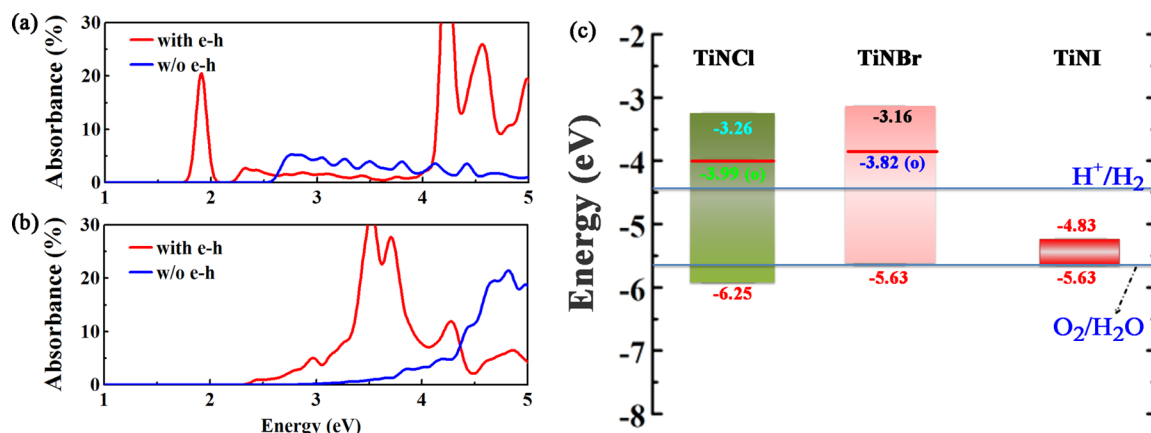 (a)
Absorbance (%)
30
20
10
0
with e-h
w/o e-h
1 2 3 4 5
(b)
Absorbance (%)
30
20
10
0
with e-h
w/o e-h
1 2 3 4 5
Energy (eV)
(c)
Energy (eV)
-2
-3
-4
-5
-6
-7
-8
TiNCl TiNBr TiNI
-3.26 -3.16
-3.99 (o) -3.82 (o)
H⁺/H₂
-4.83
-6.25 -5.63 -5.63
O₂/H₂O